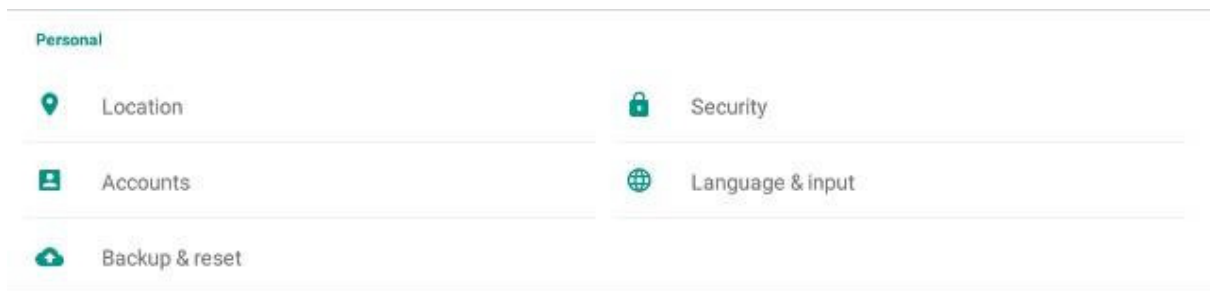 Personal
Location
Security
Accounts
Language & input
Backup & reset